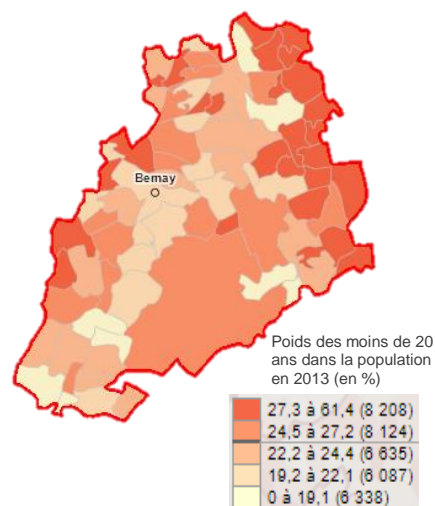 Bernay
Poids des moins de 20
ans dans la population
en 2013 (en %)
27,3 à 61,4 (8 208)
24,5 à 27,2 (8 124)
22,2 à 24,4 (6 635)
19,2 à 22,1 (6 087)
0 à 19,1 (6 338)